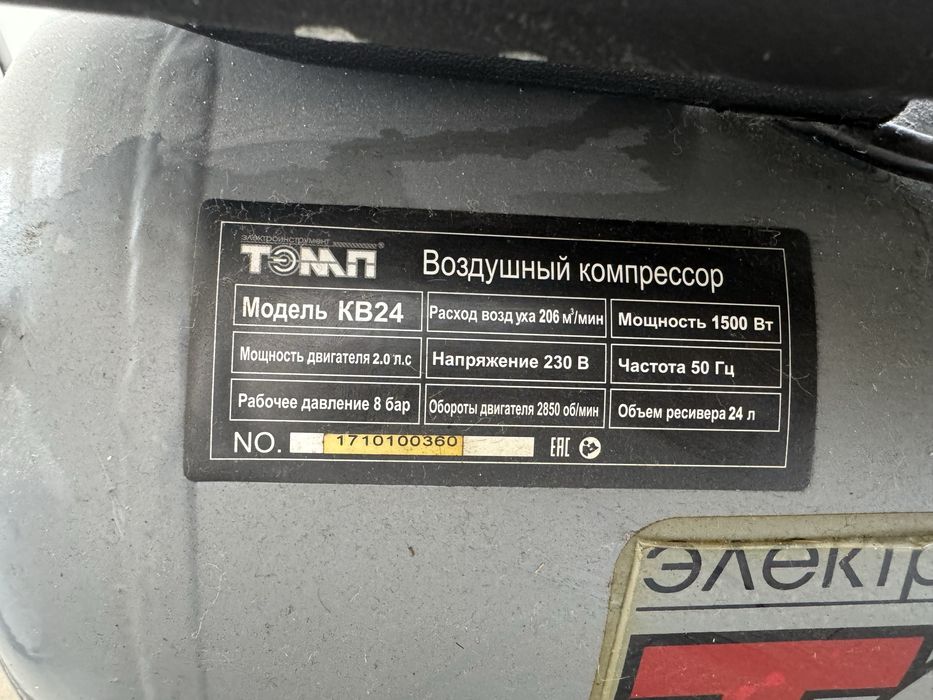 электроинструмент
ТЭМП®
Воздушный компрессор
Модель КВ24
Расход возд уха 206 м³/мин
Мощность 1500 Вт
Мощность двигателя 2.0 л.с
Напряжение 230 В
Частота 50 Гц
Рабочее давление 8 бар
Обороты двигателя 2850 об/мин
Объем ресивера 24 л
NO. 1710100360 EAC
электр